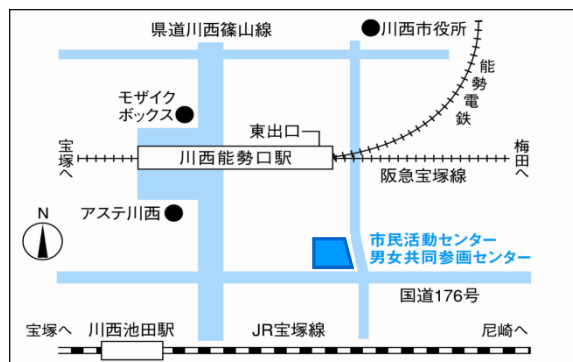 県道川西篠山線
川西市役所
能勢電鉄
モザイク
ボックス
東出口
宝塚へ
川西能勢口駅
梅田へ
阪急宝塚線
アステ川西
N
市民活動センター
男女共同参画センター
国道176号
宝塚へ
川西池田駅
JR宝塚線
尼崎へ